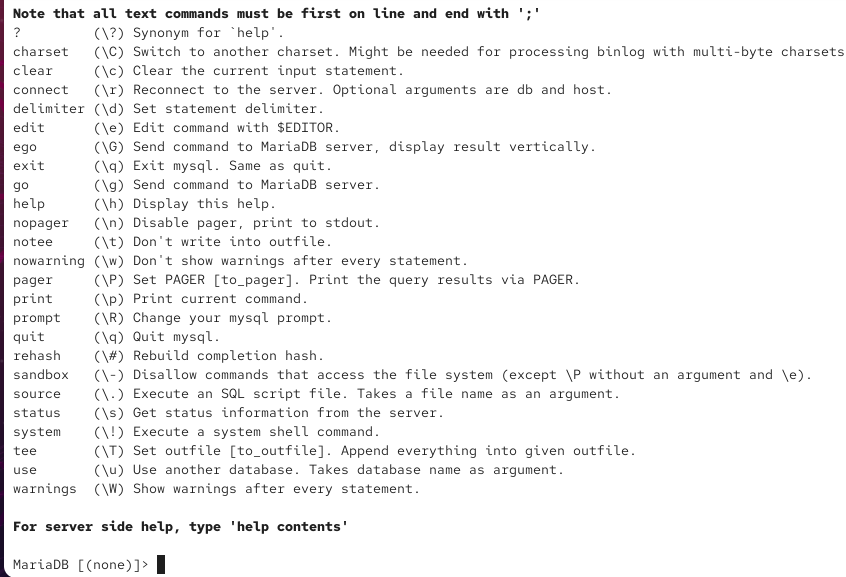 Note that all text commands must be first on line and end with ';'
?         (\?) Synonym for `help'.
charset   (\C) Switch to another charset. Might be needed for processing binlog with multi-byte charsets
clear     (\c) Clear the current input statement.
connect   (\r) Reconnect to the server. Optional arguments are db and host.
delimiter (\d) Set statement delimiter.
edit      (\e) Edit command with $EDITOR.
ego       (\G) Send command to MariaDB server, display result vertically.
exit      (\q) Exit mysql. Same as quit.
go        (\g) Send command to MariaDB server.
help      (\h) Display this help.
nopager   (\n) Disable pager, print to stdout.
notee     (\t) Don't write into outfile.
nowarning (\w) Don't show warnings after every statement.
pager     (\P) Set PAGER [to_pager]. Print the query results via PAGER.
print     (\p) Print current command.
prompt    (\R) Change your mysql prompt.
quit      (\q) Quit mysql.
rehash    (\#) Rebuild completion hash.
sandbox   (\-) Disallow commands that access the file system (except \P without an argument and \e).
source    (\.) Execute an SQL script file. Takes a file name as an argument.
status    (\s) Get status information from the server.
system    (\!) Execute a system shell command.
tee       (\T) Set outfile [to_outfile]. Append everything into given outfile.
use       (\u) Use another database. Takes database name as argument.
warnings  (\W) Show warnings after every statement.
For server side help, type 'help contents'
MariaDB [(none)]>